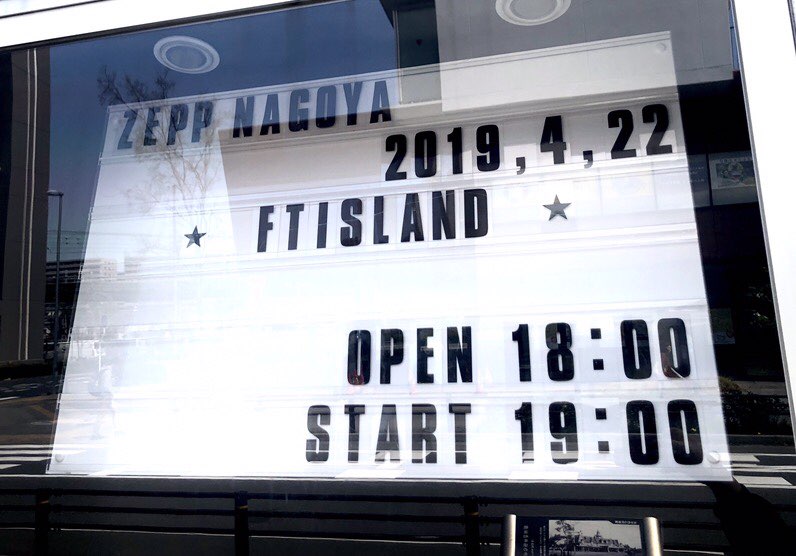 ZEPP NAGOYA
2019,4,22
★ FTISLAND ★
OPEN 18:00
START 19:00